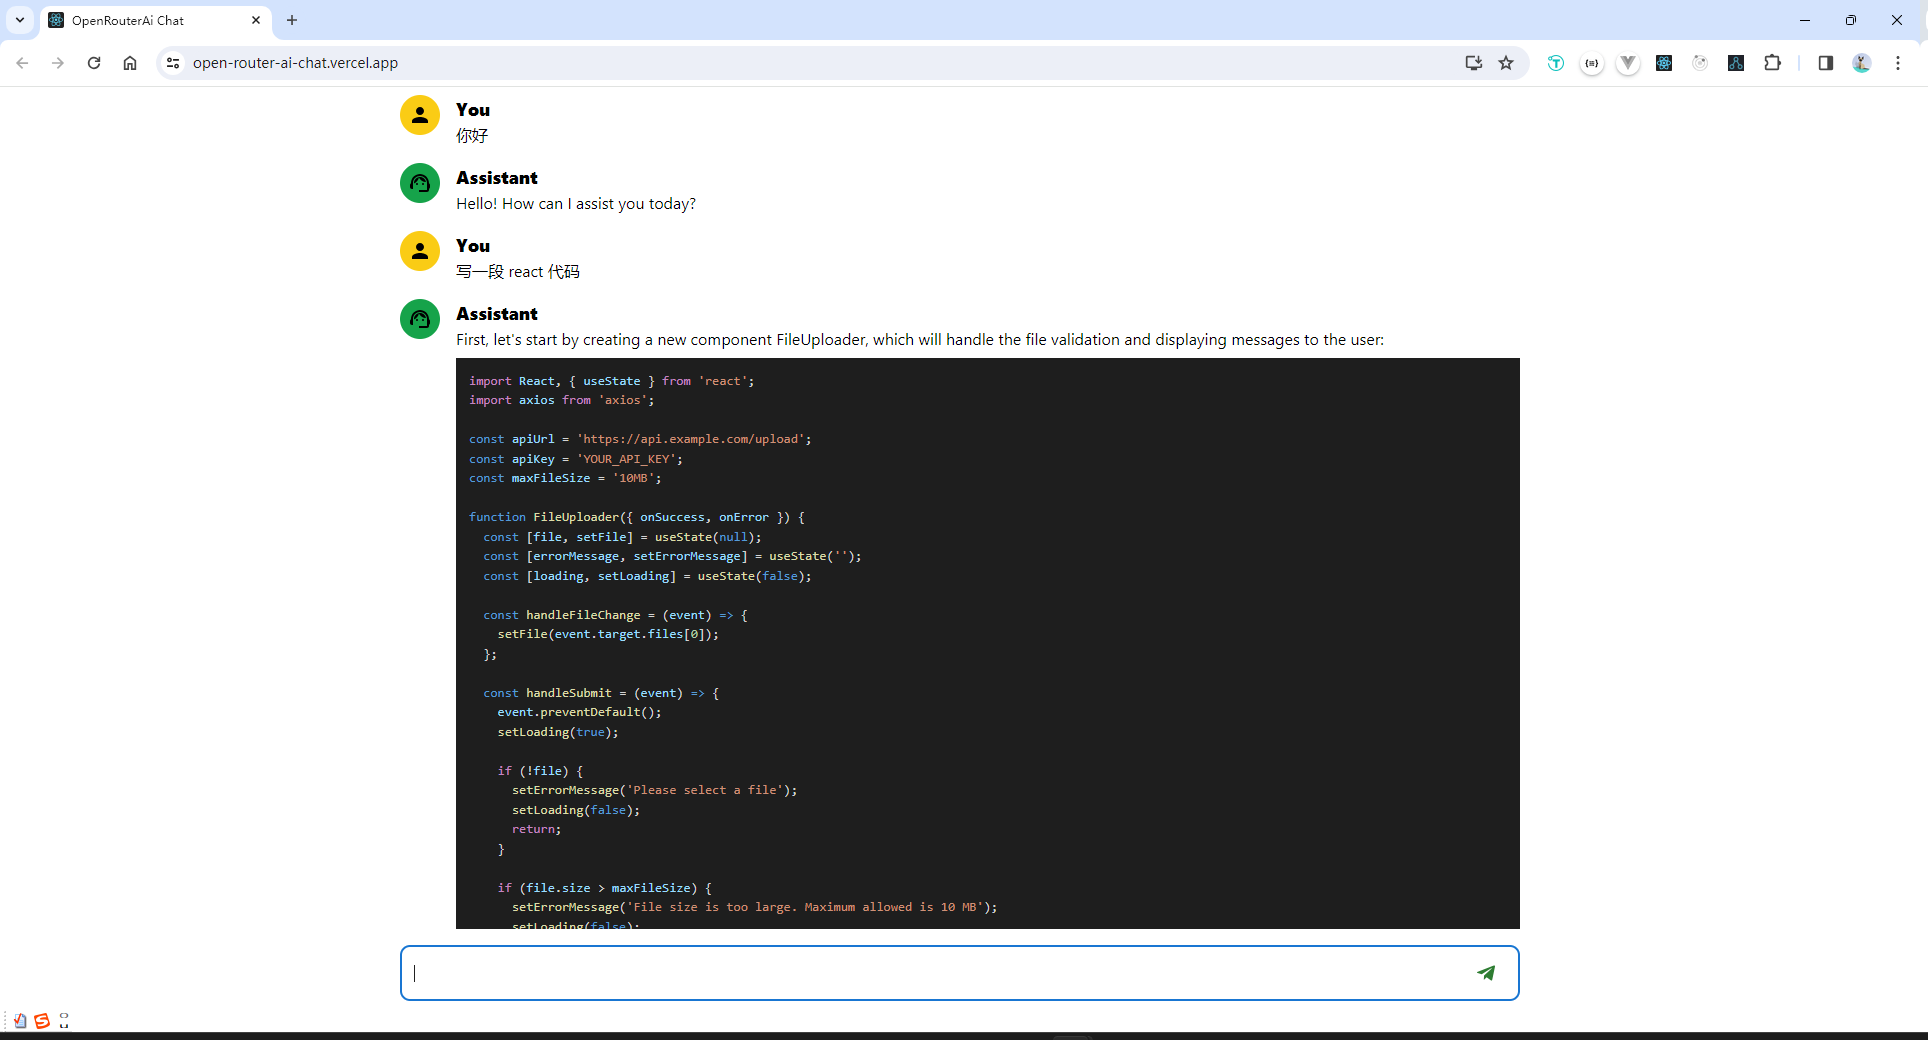 OpenRouterAi Chat
open-router-ai-chat.vercel.app
You
你好
Assistant
Hello! How can I assist you today?
You
写一段 react 代码
Assistant
First, let's start by creating a new component FileUploader, which will handle the file validation and displaying messages to the user:
import React, { useState } from 'react';
import axios from 'axios';
const apiUrl = 'https://api.example.com/upload';
const apiKey = 'YOUR_API_KEY';
const maxFileSize = '10MB';
function FileUploader({ onSuccess, onError }) {
const [file, setFile] = useState(null);
const [errorMessage, setErrorMessage] = useState('');
const [loading, setLoading] = useState(false);
const handleFileChange = (event) => {
setFile(event.target.files[0]);
};
const handleSubmit = (event) => {
event.preventDefault();
setLoading(true);
if (!file) {
setErrorMessage('Please select a file');
setLoading(false);
return;
}
if (file.size > maxFileSize) {
setErrorMessage('File size is too large. Maximum allowed is 10 MB');
setLoading(false);